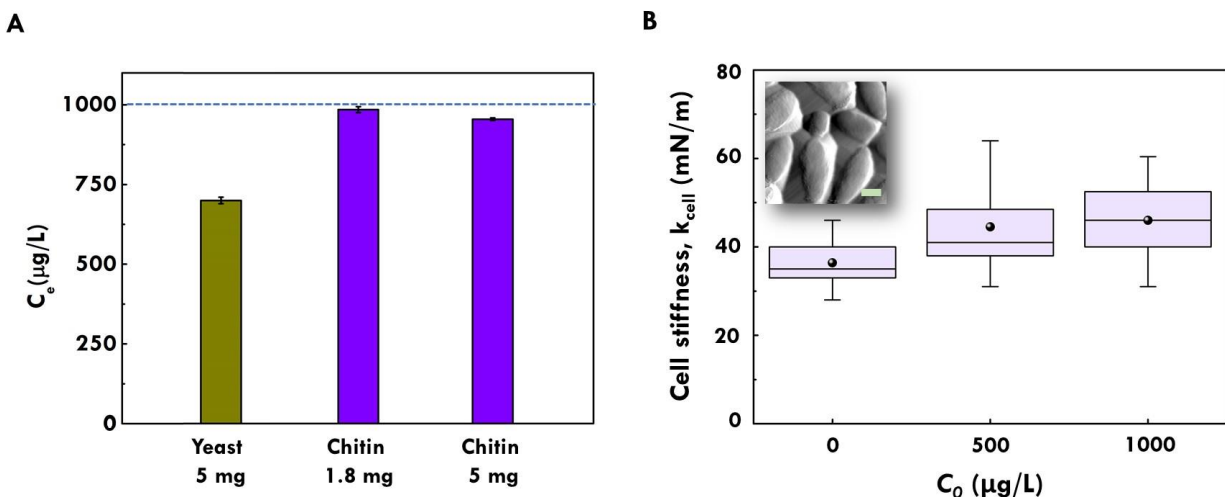 A
1000
750
500
250
0
Cₑ (μg/L)
Yeast
5 mg
Chitin
1.8 mg
Chitin
5 mg
B
80
60
40
20
0
Cell stiffness, k_cell (mN/m)
0
500
1000
C₀ (μg/L)